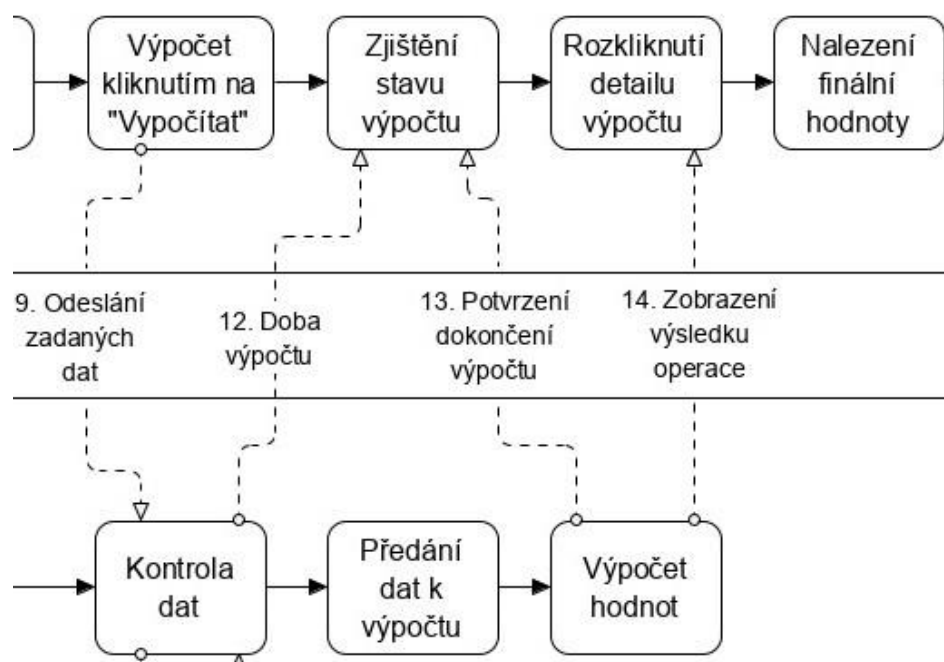 Výpočet
kliknutím na
"Vypočítat"
Zjištění
stavu
výpočtu
Rozkliknutí
detailu
výpočtu
Nalezení
finální
hodnoty
9. Odeslání
zadaných
dat
12. Doba
výpočtu
13. Potvrzení
dokončení
výpočtu
14. Zobrazení
výsledku
operace
Kontrola
dat
Předání
dat k
výpočtu
Výpočet
hodnot